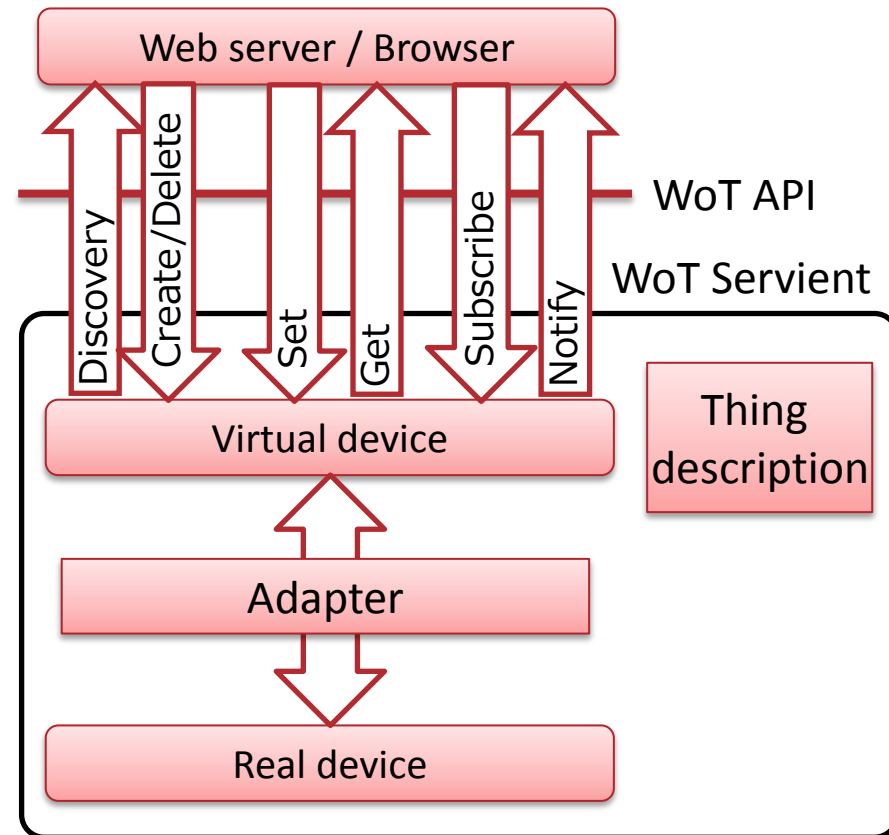 Web server / Browser
Discovery
Create/Delete
Set
Get
Subscribe
Notify
WoT API
WoT Servient
Virtual device
Thing
description
Adapter
Real device